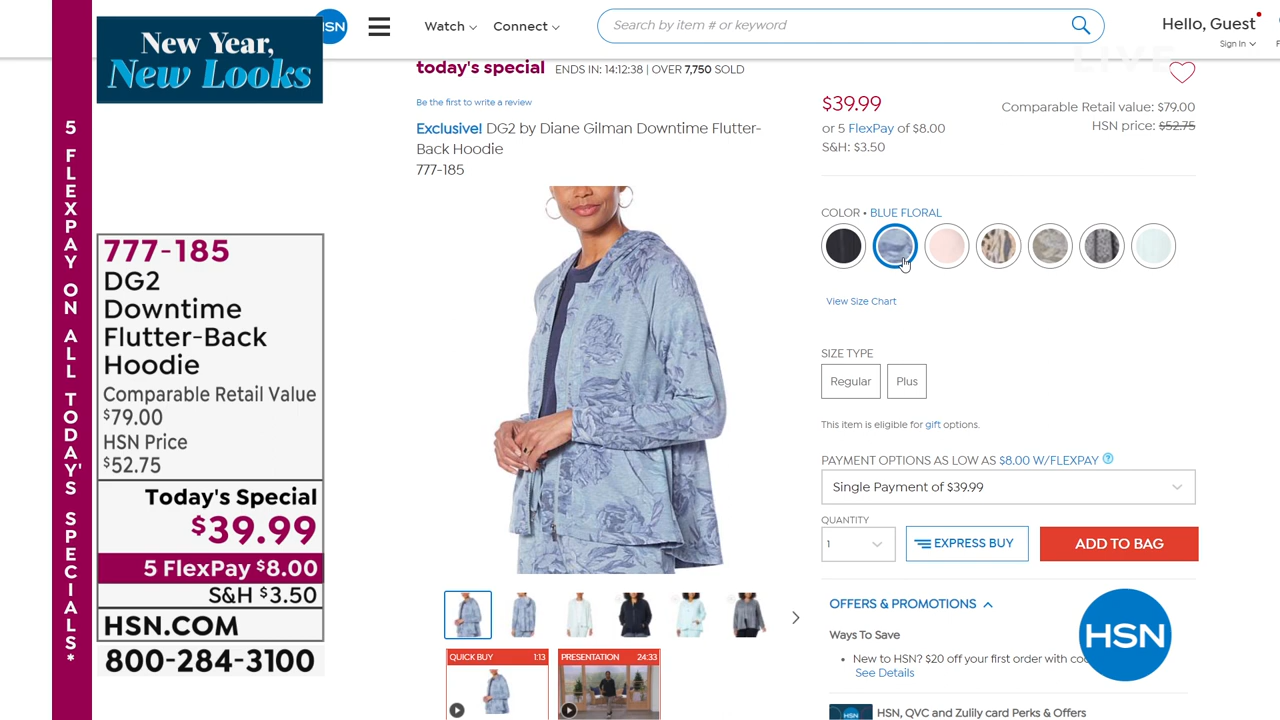 New Year,
New Looks
5 FLEXPAY ON ALL TODAY'S SPECIALS*
777-185
DG2
Downtime
Flutter-Back
Hoodie
Comparable Retail Value
$79.00
HSN Price
$52.75
Today's Special
$39.99
5 FlexPay $8.00
S&H $3.50
HSN.COM
800-284-3100
Watch
Connect
Search by item # or keyword
Hello, Guest
Sign In
LIVE
today's special ENDS IN: 14:12:38 | OVER 7,750 SOLD
Be the first to write a review
Exclusive! DG2 by Diane Gilman Downtime Flutter-
Back Hoodie
777-185
$39.99
or 5 FlexPay of $8.00
S&H: $3.50
Comparable Retail value: $79.00
HSN price: $52.75
COLOR • BLUE FLORAL
View Size Chart
SIZE TYPE
Regular
Plus
This item is eligible for gift options.
PAYMENT OPTIONS AS LOW AS $8.00 W/FLEXPAY ?
Single Payment of $39.99
QUANTITY
1
EXPRESS BUY
ADD TO BAG
OFFERS & PROMOTIONS
Ways To Save
• New to HSN? $20 off your first order with
See Details
HSN
HSN, QVC and Zulily card Perks & Offers
HSN
QUICK BUY 1:13
PRESENTATION 24:33